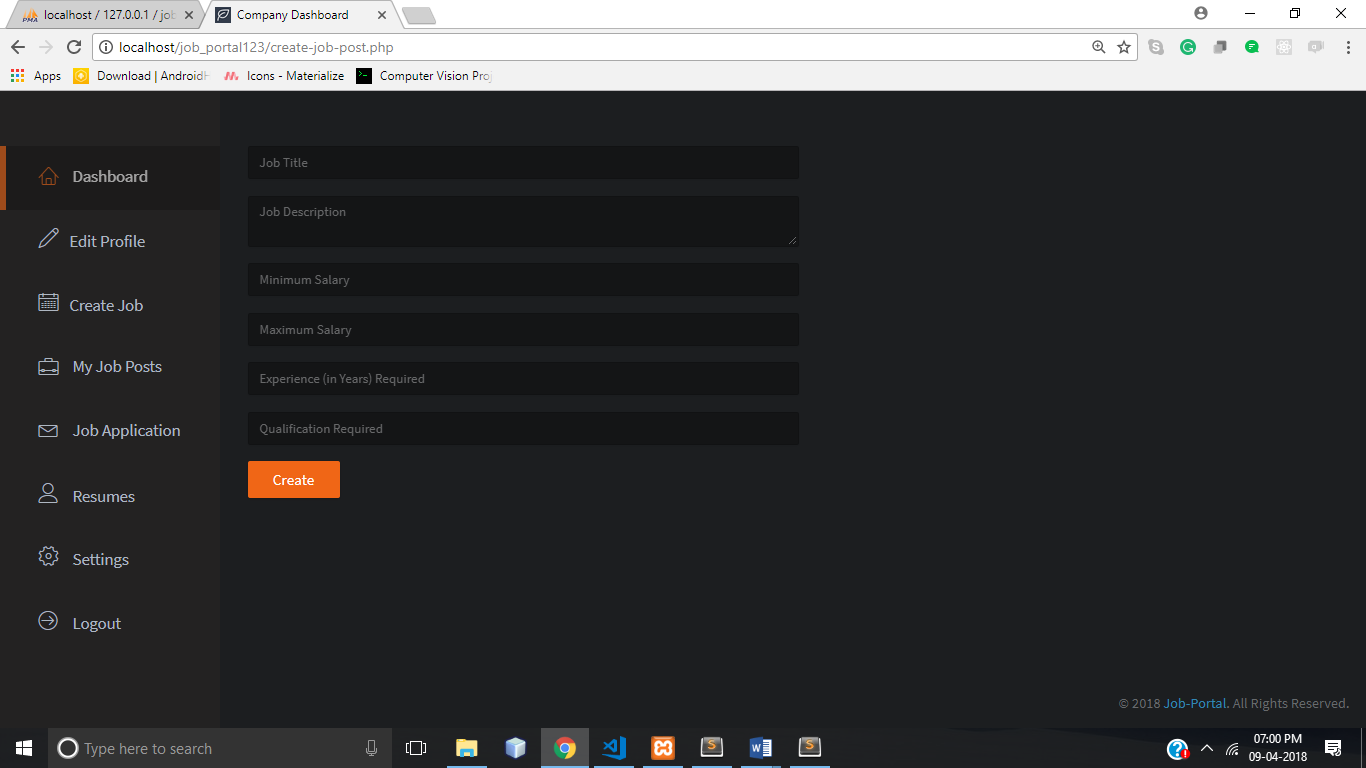 localhost / 127.0.0.1 / job
Company Dashboard
localhost/job_portal123/create-job-post.php
Apps
Download | AndroidH
Icons - Materialize
Computer Vision Proj
Dashboard
Edit Profile
Create Job
My Job Posts
Job Application
Resumes
Settings
Logout
Job Title
Job Description
Minimum Salary
Maximum Salary
Experience (in Years) Required
Qualification Required
Create
© 2018 Job-Portal. All Rights Reserved.
Type here to search
07:00 PM
09-04-2018